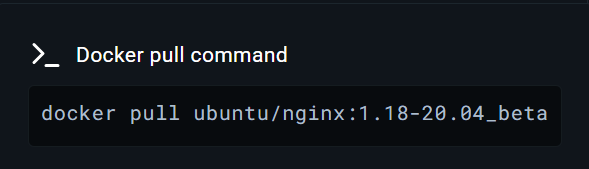 Docker pull command
docker pull ubuntu/nginx:1.18-20.04_beta